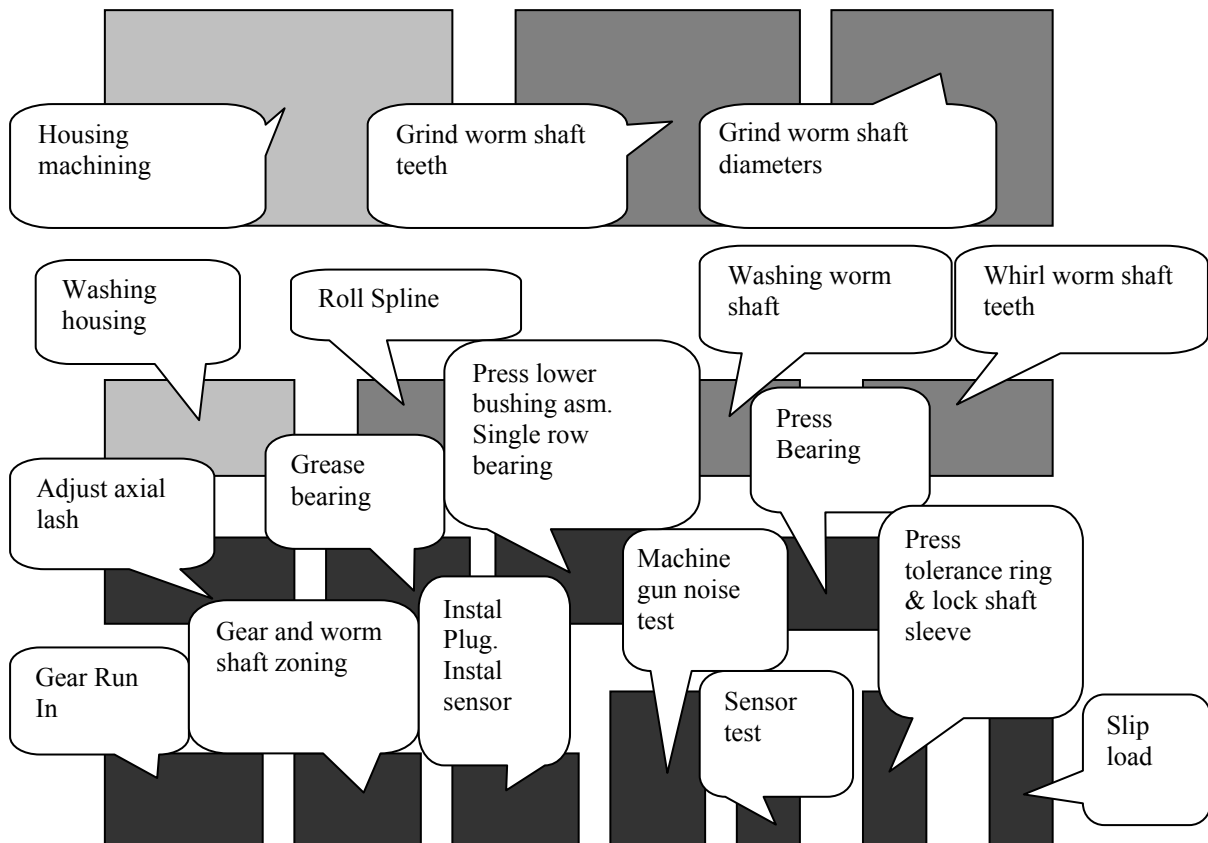 Housing
machining
Grind worm shaft
teeth
Grind worm shaft
diameters
Washing
housing
Roll Spline
Washing worm
shaft
Whirl worm shaft
teeth
Press lower
bushing asm.
Single row
bearing
Press
Bearing
Adjust axial
lash
Grease
bearing
Machine
gun noise
test
Press
tolerance ring
& lock shaft
sleeve
Gear and worm
shaft zoning
Instal
Plug.
Instal
sensor
Gear Run
In
Sensor
test
Slip
load